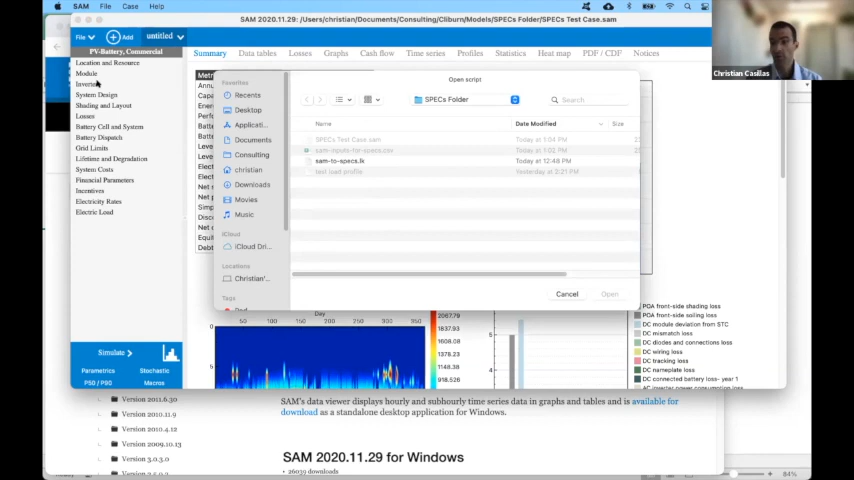 SAM File Case Help
SAM 2020.11.29: /Users/christian/Documents/Consulting/Cliburn/Models/SPECs Folder/SPECs Test Case.sam
File Add untitled
PV-Battery, Commercial
Location and Resource
Module
Inverter
System Design
Shading and Layout
Losses
Battery Cell and System
Battery Dispatch
Grid Limits
Lifetime and Degradation
System Costs
Financial Parameters
Incentives
Electricity Rates
Electric Load
Simulate
Parametrics Stochastic
P50 / P90 Macros
Summary Data tables Losses Graphs Cash flow Time series Profiles Statistics Heat map PDF / CDF Notices
Open script
Favorites
Recents
Desktop
Applicati...
Documents
Consulting
christian
Downloads
Movies
Music
iCloud
iCloud Dri...
Locations
Christian'...
Tags
SPECs Folder
Search
Name Date Modified Size
SPECs Test Case.sam Today at 1:04 PM
sam-inputs-for-specs.csv Today at 1:02 PM
sam-to-specs.lk Today at 12:48 PM
test load profile Yesterday at 2:21 PM
Cancel Open
Day
50 100 150 200 250 300 350
2067.79
1837.93
1608.08
1378.23
1148.38
918.526
POA front-side shading loss
POA front-side soiling loss
DC module deviation from STC
DC mismatch loss
DC diodes and connections loss
DC wiring loss
DC tracking loss
DC nameplate loss
DC connected battery loss- year 1
AC inverter power consumption loss
Version 2011.6.30
Version 2010.11.9
Version 2010.4.12
Version 2009.10.13
Version 3.0.3.0
SAM's data viewer displays hourly and subhourly time series data in graphs and tables and is available for
download as a standalone desktop application for Windows.
SAM 2020.11.29 for Windows
26039 downloads
84%
Christian Casillas